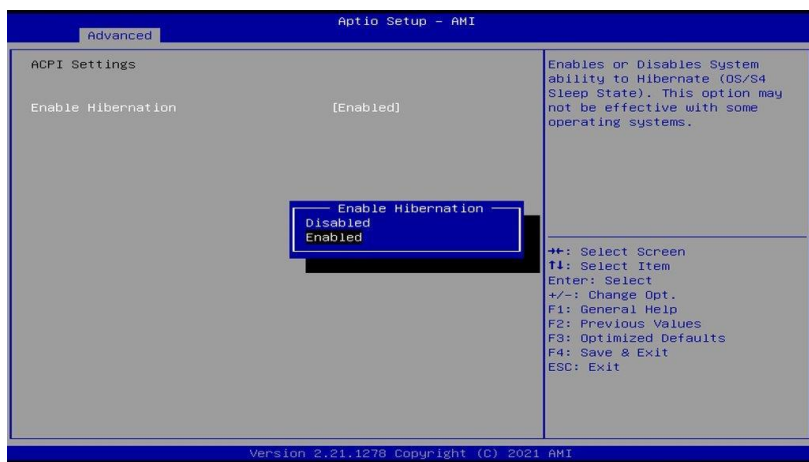 Aptio Setup – AMI
Advanced
ACPI Settings
Enable Hibernation [Enabled]
Enables or Disables System
ability to Hibernate (OS/S4
Sleep State). This option may
not be effective with some
operating systems.
Enable Hibernation
Disabled
Enabled
→←: Select Screen
↑↓: Select Item
Enter: Select
+/-: Change Opt.
F1: General Help
F2: Previous Values
F3: Optimized Defaults
F4: Save & Exit
ESC: Exit
Version 2.21.1278 Copyright (C) 2021 AMI